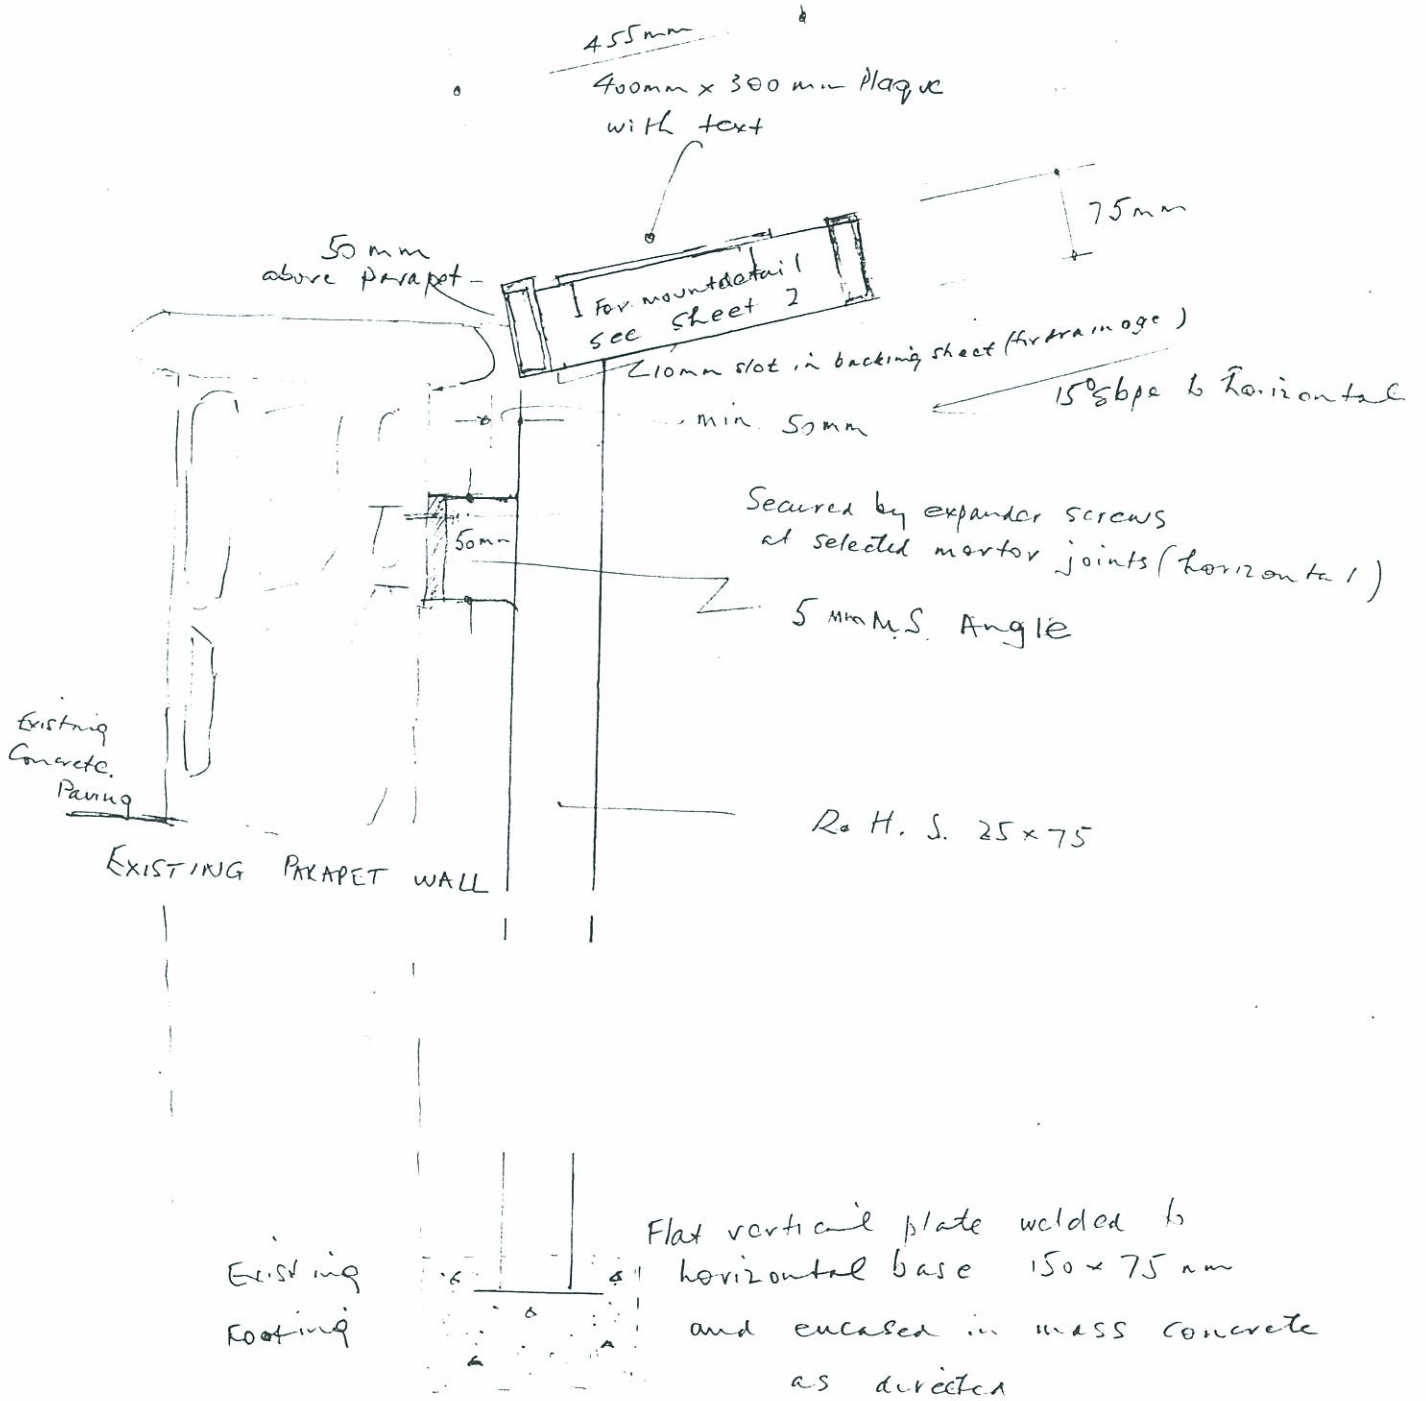 455mm
400mm x 300mm Plaque
with text
75mm
50mm
above parapet
For mount detail
see sheet 2
10mm slot in backing sheet (for drainage)
15° slope to horizontal
min. 50mm
Secured by expander screws
at selected mortor joints (horizontal)
50mm
5mm M.S. Angle
Existing
Concrete.
Paving
R. H. S. 25 x 75
EXISTING PARAPET WALL
Flat vertical plate welded to
horizontal base 150 x 75 mm
and encased in mass concrete
as directed
Existing
Footing